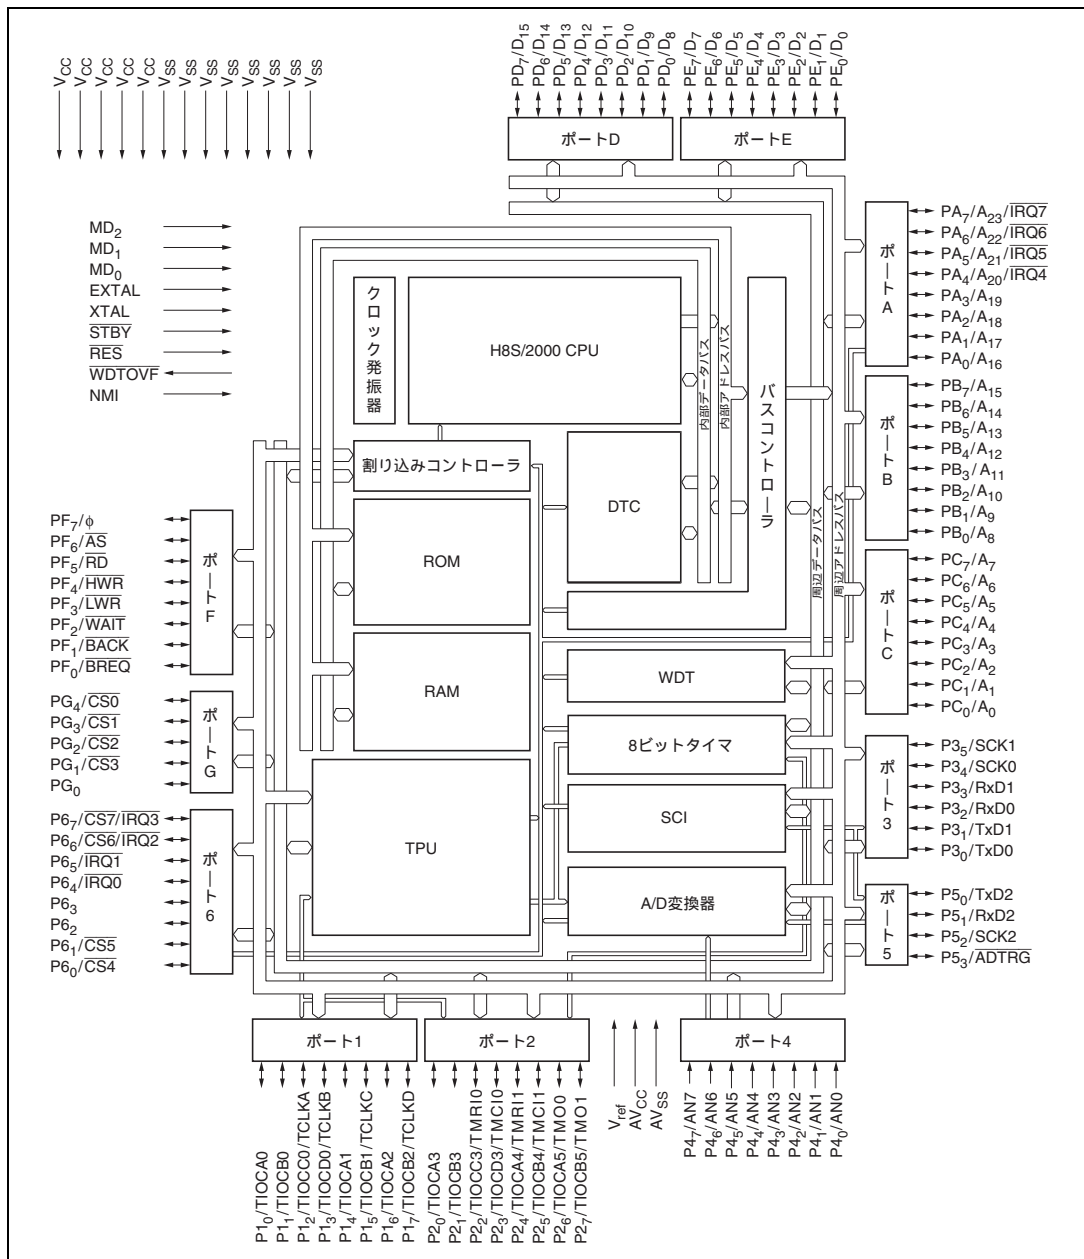 VCC
VCC
VCC
VCC
VCC
VSS
VSS
VSS
VSS
VSS
VSS
VSS
VSS
PD7/D15
PD6/D14
PD5/D13
PD4/D12
PD3/D11
PD2/D10
PD1/D9
PD0/D8
PE7/D7
PE6/D6
PE5/D5
PE4/D4
PE3/D3
PE2/D2
PE1/D1
PE0/D0
ポートD
ポートE
MD2
MD1
MD0
EXTAL
XTAL
STBY
RES
WDTOVF
NMI
クロック発振器
H8S/2000 CPU
内部データバス
内部アドレスバス
バスコントローラ
周辺データバス
周辺アドレスバス
割り込みコントローラ
DTC
ROM
RAM
WDT
8ビットタイマ
SCI
TPU
A/D変換器
ポートA
PA7/A23/IRQ7
PA6/A22/IRQ6
PA5/A21/IRQ5
PA4/A20/IRQ4
PA3/A19
PA2/A18
PA1/A17
PA0/A16
ポートB
PB7/A15
PB6/A14
PB5/A13
PB4/A12
PB3/A11
PB2/A10
PB1/A9
PB0/A8
ポートC
PC7/A7
PC6/A6
PC5/A5
PC4/A4
PC3/A3
PC2/A2
PC1/A1
PC0/A0
ポート3
P35/SCK1
P34/SCK0
P33/RxD1
P32/RxD0
P31/TxD1
P30/TxD0
ポート5
P50/TxD2
P51/RxD2
P52/SCK2
P53/ADTRG
PF7/φ
PF6/AS
PF5/RD
PF4/HWR
PF3/LWR
PF2/WAIT
PF1/BACK
PF0/BREQ
ポートF
PG4/CS0
PG3/CS1
PG2/CS2
PG1/CS3
PG0
ポートG
P67/CS7/IRQ3
P66/CS6/IRQ2
P65/IRQ1
P64/IRQ0
P63
P62
P61/CS5
P60/CS4
ポート6
ポート1
ポート2
ポート4
P10/TIOCA0
P11/TIOCB0
P12/TIOCC0/TCLKA
P13/TIOCD0/TCLKB
P14/TIOCA1
P15/TIOCB1/TCLKC
P16/TIOCA2
P17/TIOCB2/TCLKD
P20/TIOCA3
P21/TIOCB3
P22/TIOCC3/TMRI0
P23/TIOCD3/TMCI0
P24/TIOCA4/TMRI1
P25/TIOCB4/TMCI1
P26/TIOCA5/TMO0
P27/TIOCB5/TMO1
Vref
AVCC
AVSS
P47/AN7
P46/AN6
P45/AN5
P44/AN4
P43/AN3
P42/AN2
P41/AN1
P40/AN0